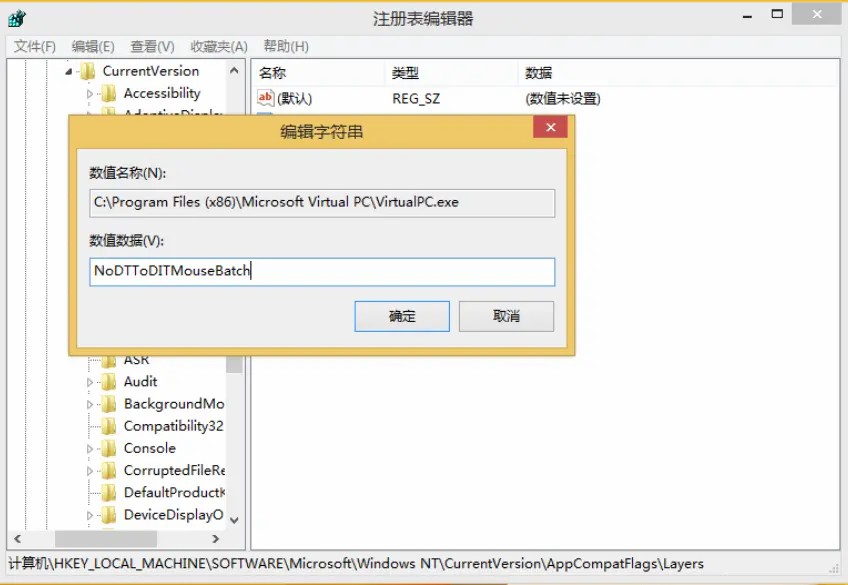 注册表编辑器
文件(F) 编辑(E) 查看(V) 收藏夹(A) 帮助(H)
CurrentVersion
Accessibility
名称 类型 数据
ab (默认) REG_SZ (数值未设置)
编辑字符串
数值名称(N):
C:\Program Files (x86)\Microsoft Virtual PC\VirtualPC.exe
数值数据(V):
NoDTToDITMouseBatch
确定 取消
ASR
Audit
BackgroundMo
Compatibility32
Console
CorruptedFileRe
DefaultProductK
DeviceDisplayO
计算机\HKEY_LOCAL_MACHINE\SOFTWARE\Microsoft\Windows NT\CurrentVersion\AppCompatFlags\Layers